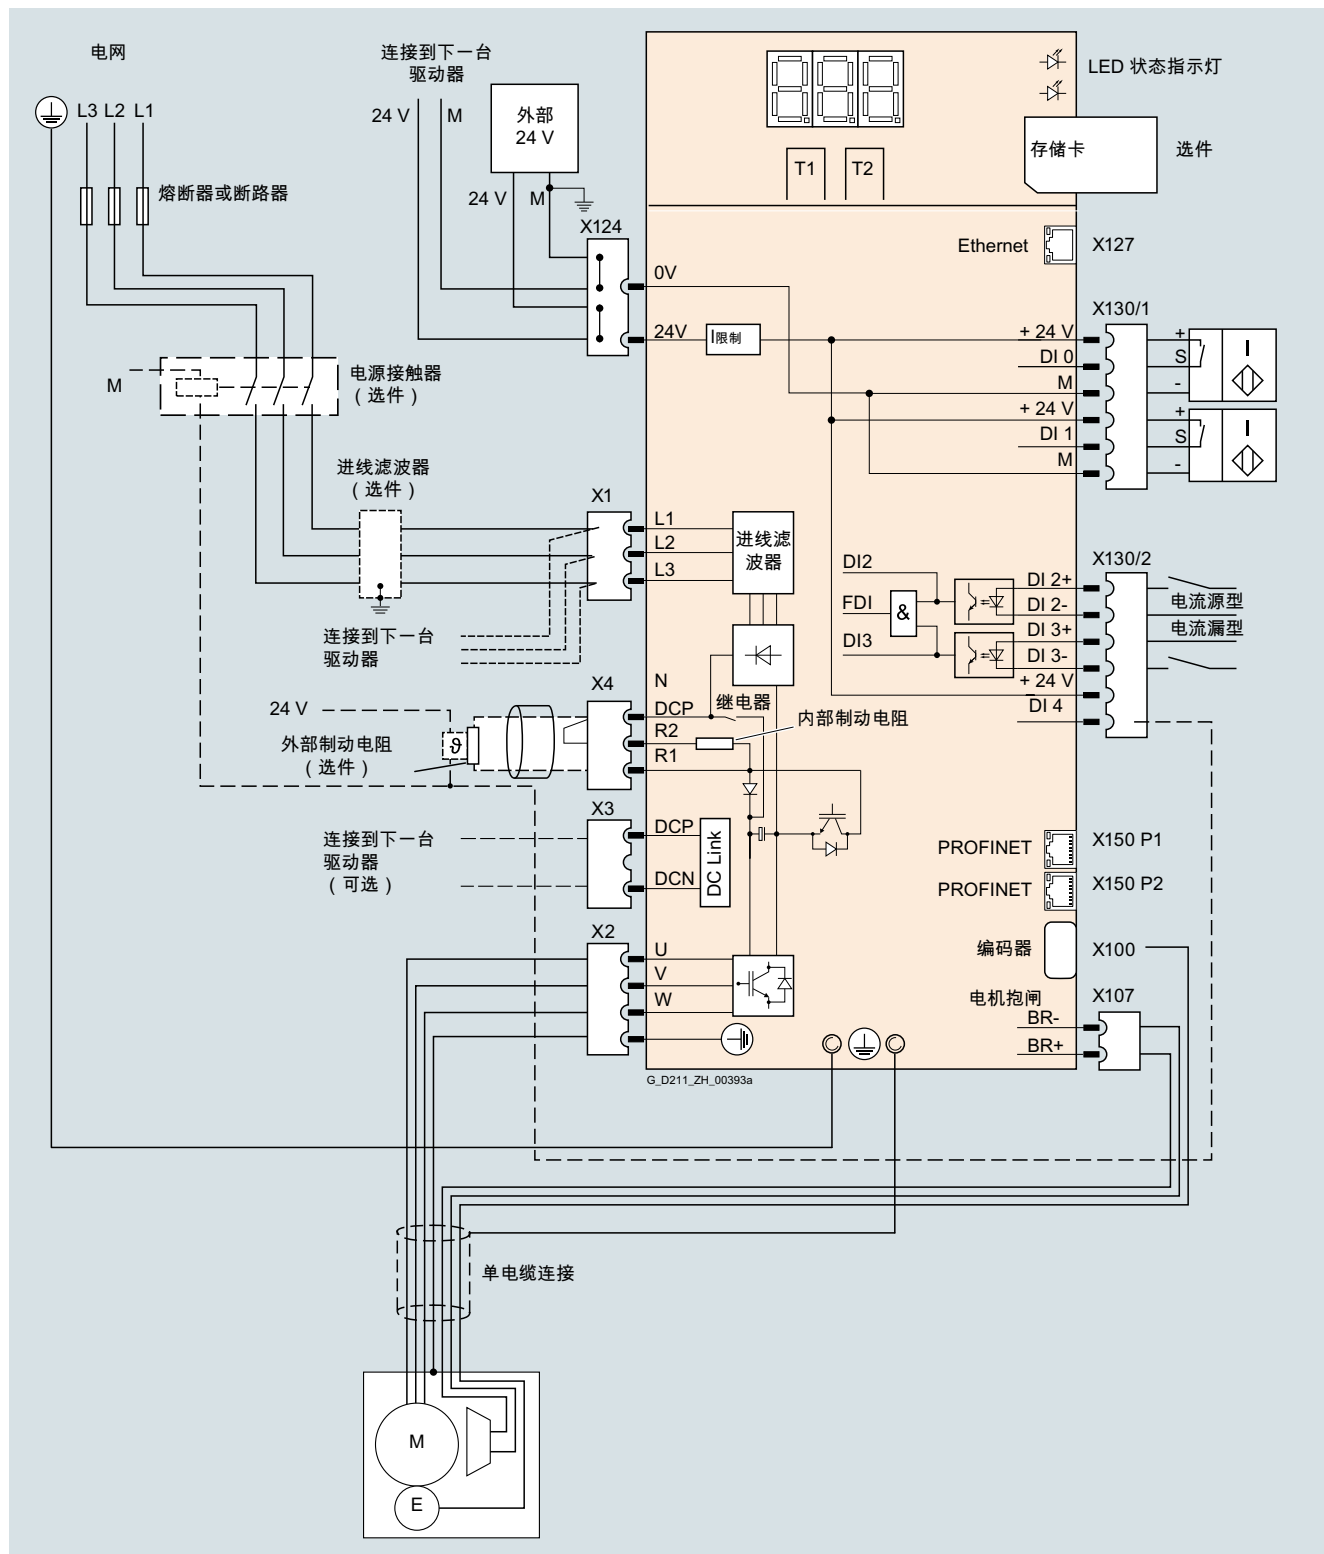 电网
L3 L2 L1
熔断器或断路器
连接到下一台
驱动器
24 V
M
外部
24 V
24 V
M
X124
T1
T2
LED 状态指示灯
存储卡
选件
Ethernet
X127
0V
24V
I限制
X130/1
+ 24 V
DI 0
M
+ 24 V
DI 1
M
+
S
-
I
+
S
-
I
M
电源接触器
(选件)
进线滤波器
(选件)
X1
L1
L2
L3
进线滤
波器
连接到下一台
驱动器
DI2
FDI
DI3
&
X130/2
DI 2+
DI 2-
DI 3+
DI 3-
+ 24 V
DI 4
电流源型
电流漏型
X4
N
DCP
R2
R1
继电器
内部制动电阻
24 V
ϑ
外部制动电阻
(选件)
X3
DCP
DCN
DC Link
连接到下一台
驱动器
(可选)
PROFINET
X150 P1
PROFINET
X150 P2
编码器
X100
X2
U
V
W
电机抱闸
X107
BR-
BR+
G_D211_ZH_00393a
单电缆连接
M
E